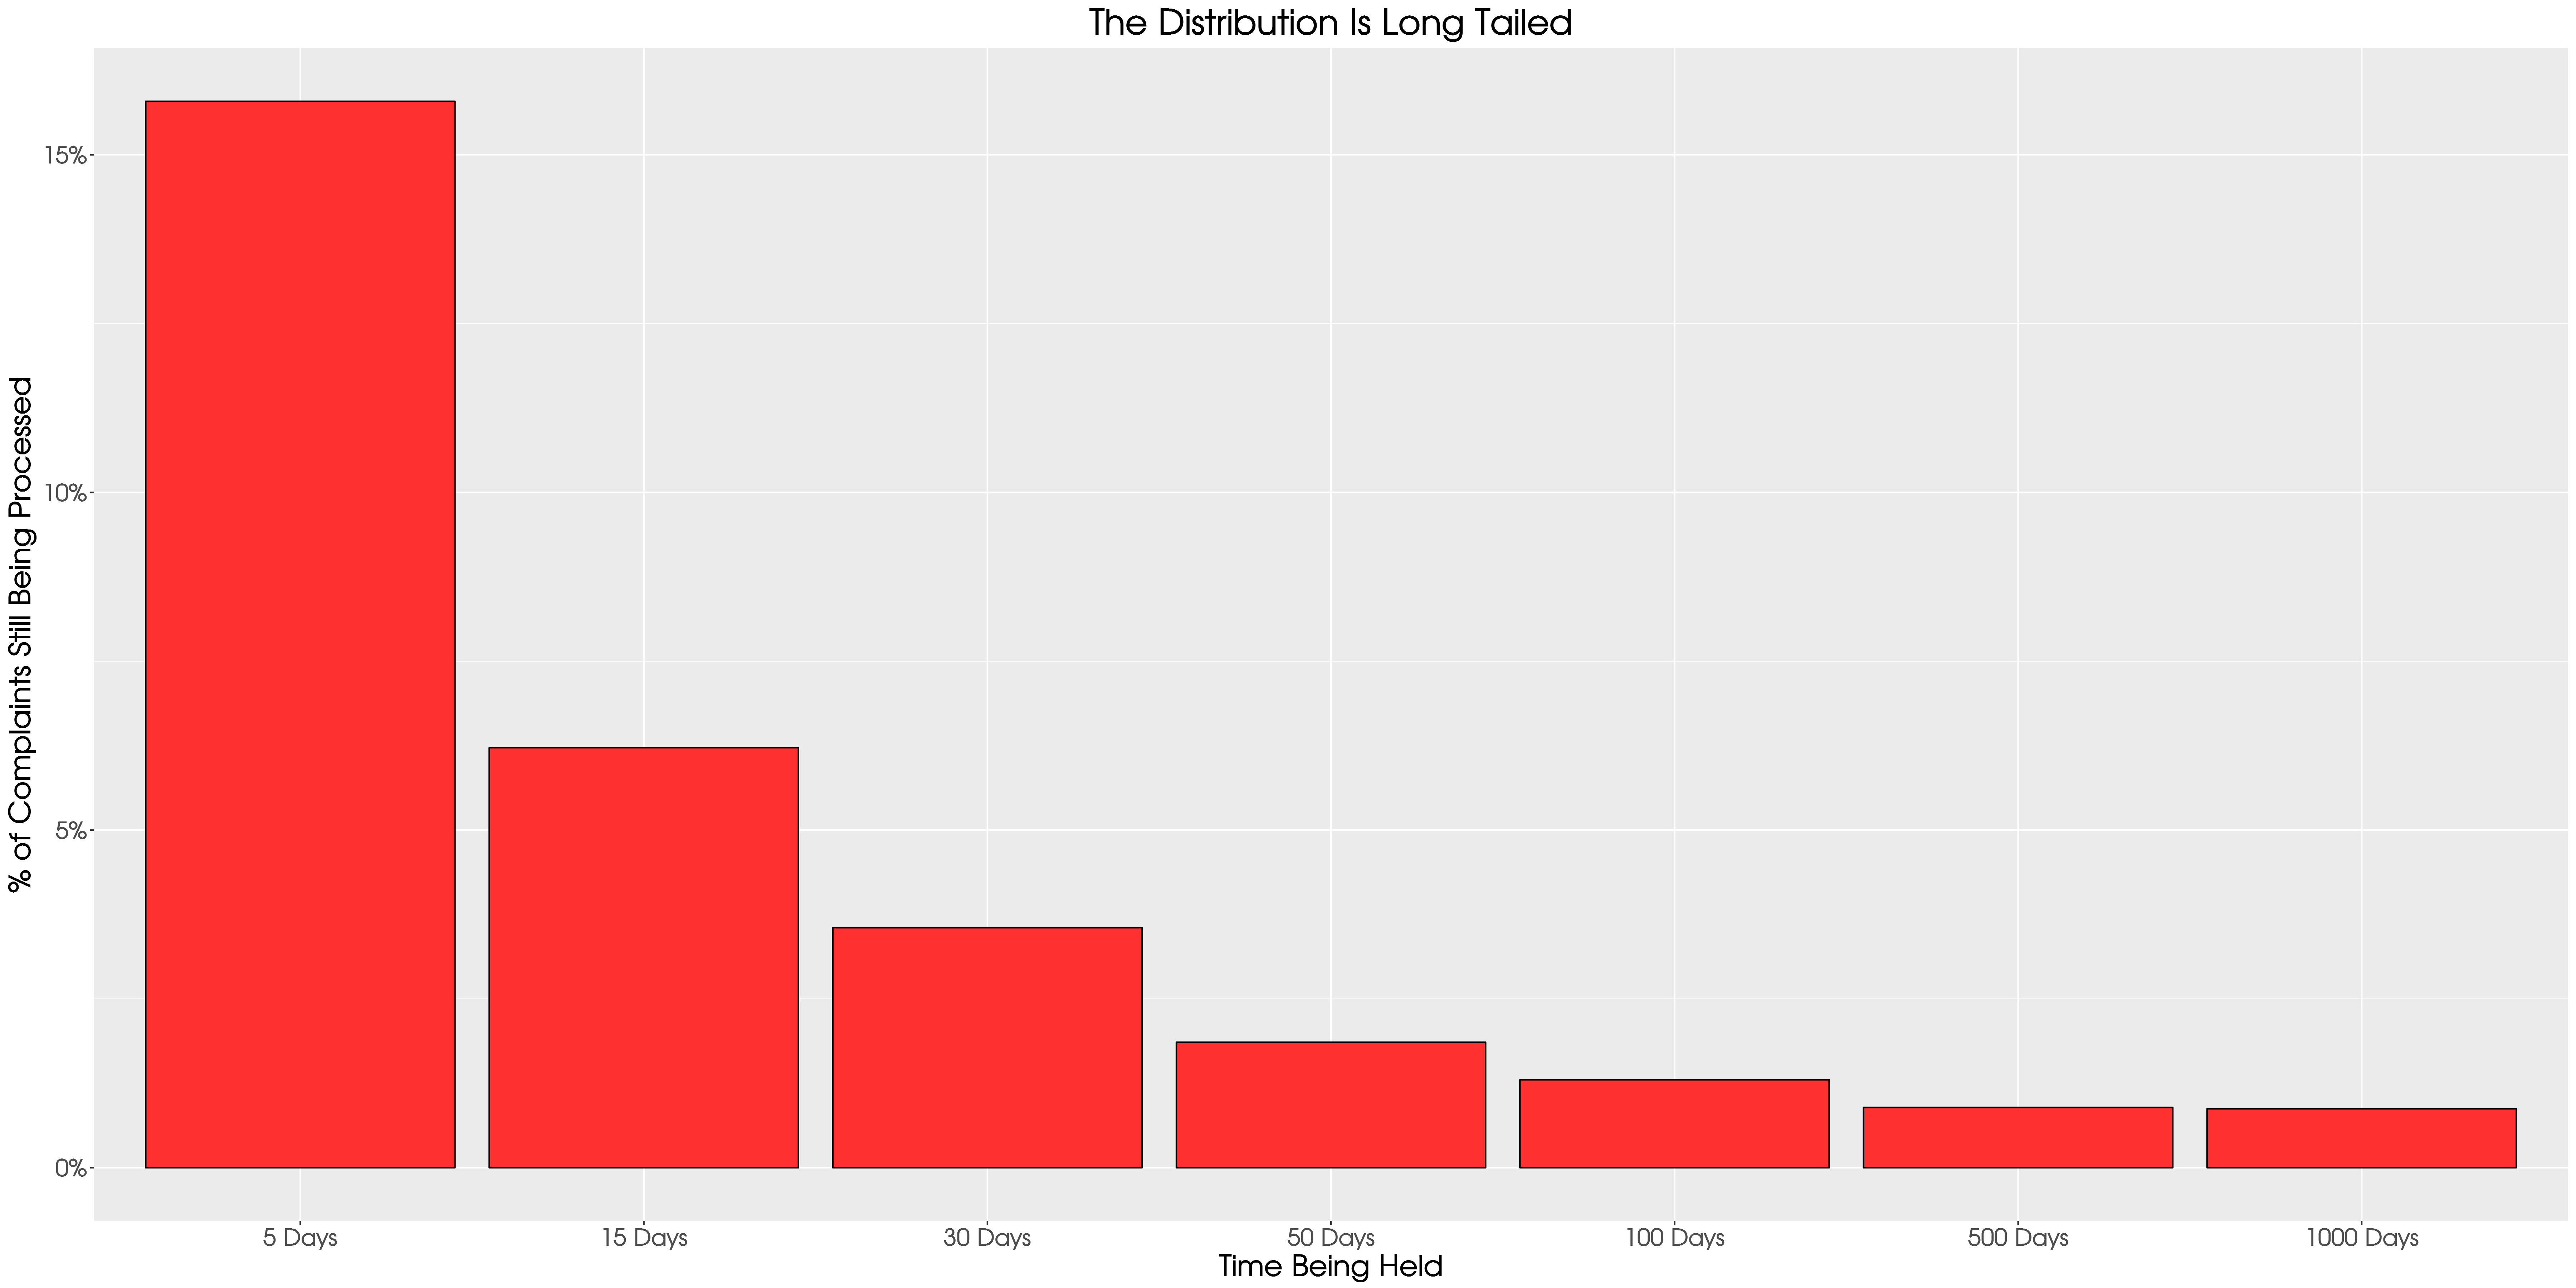 The Distribution Is Long Tailed
% of Complaints Still Being Processed
15%
10%
5%
0%
5 Days
15 Days
30 Days
50 Days
100 Days
500 Days
1000 Days
Time Being Held